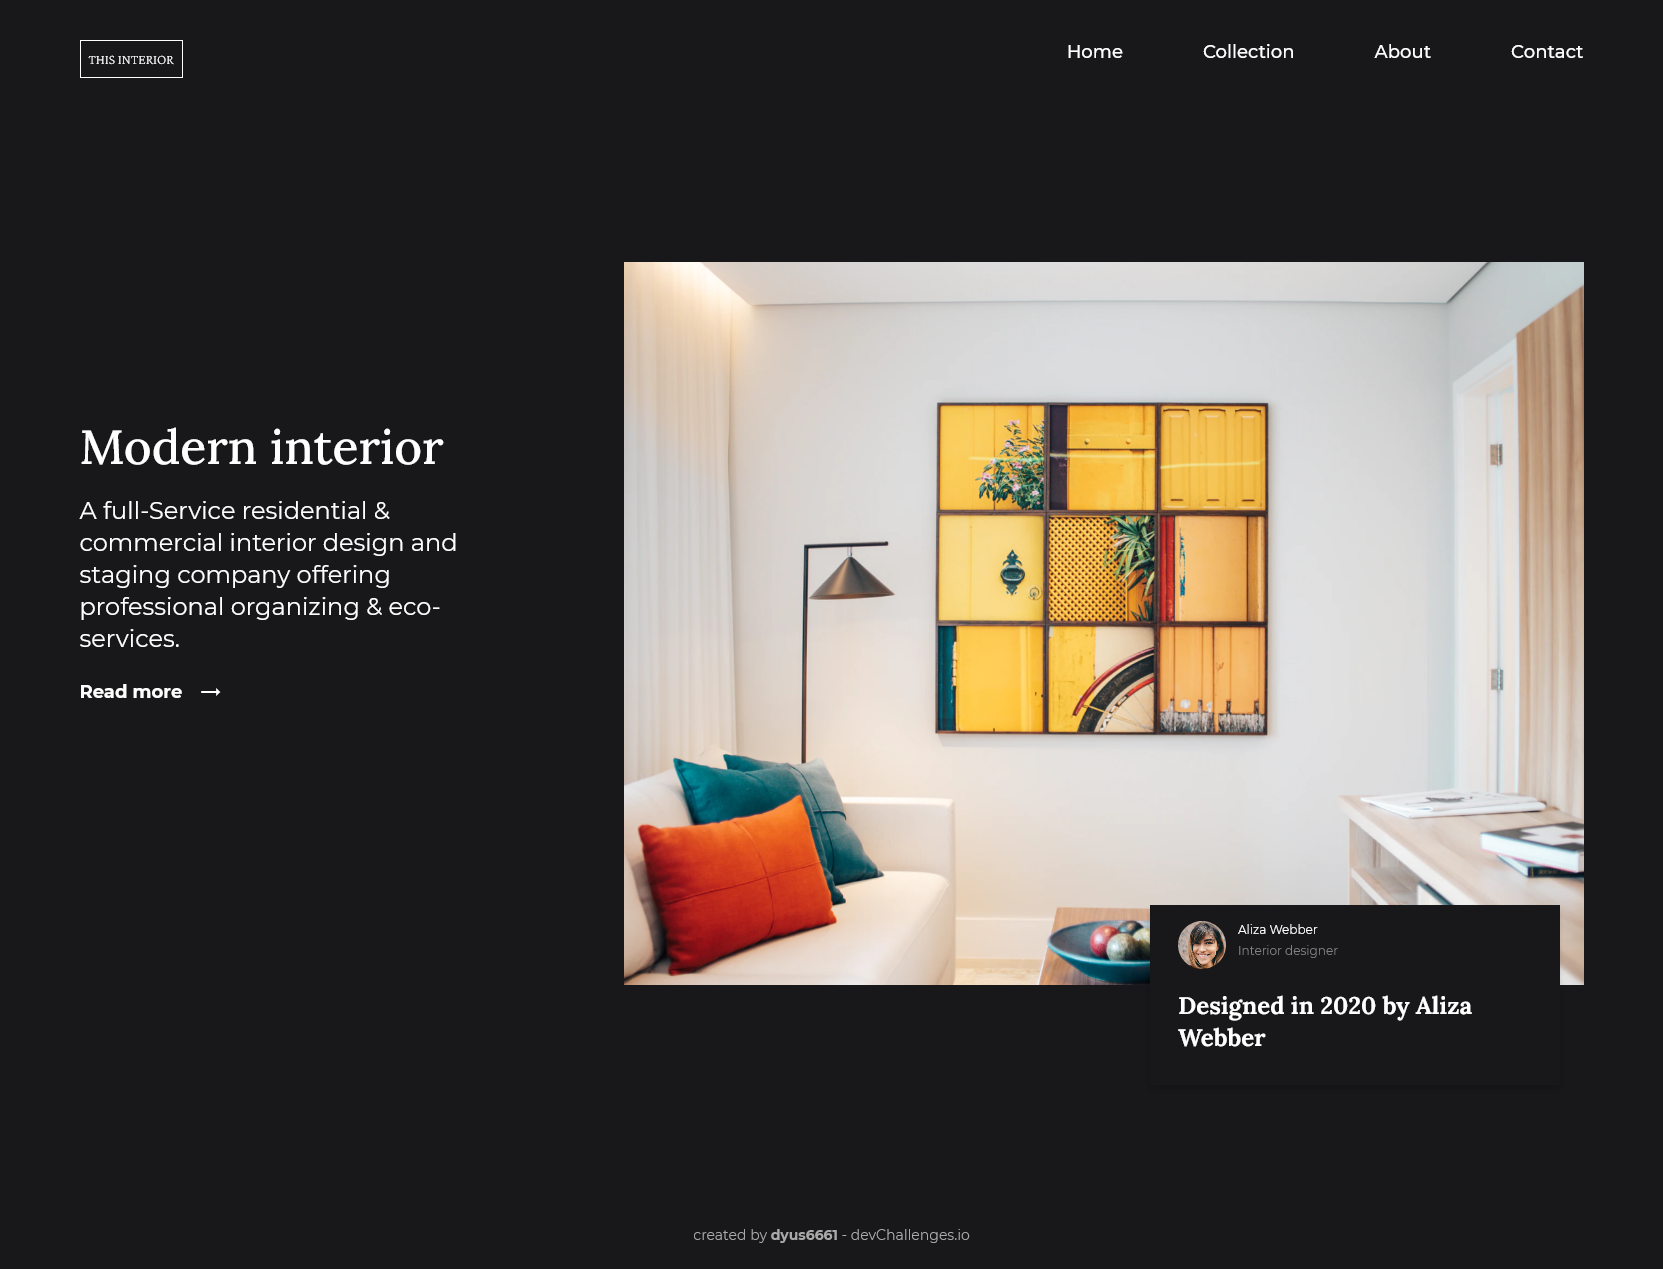 THIS INTERIOR
Home
Collection
About
Contact
Modern interior
A full-Service residential &
commercial interior design and
staging company offering
professional organizing & eco-
services.
Read more
Aliza Webber
Interior designer
Designed in 2020 by Aliza
Webber
created by dyus6661 - devChallenges.io